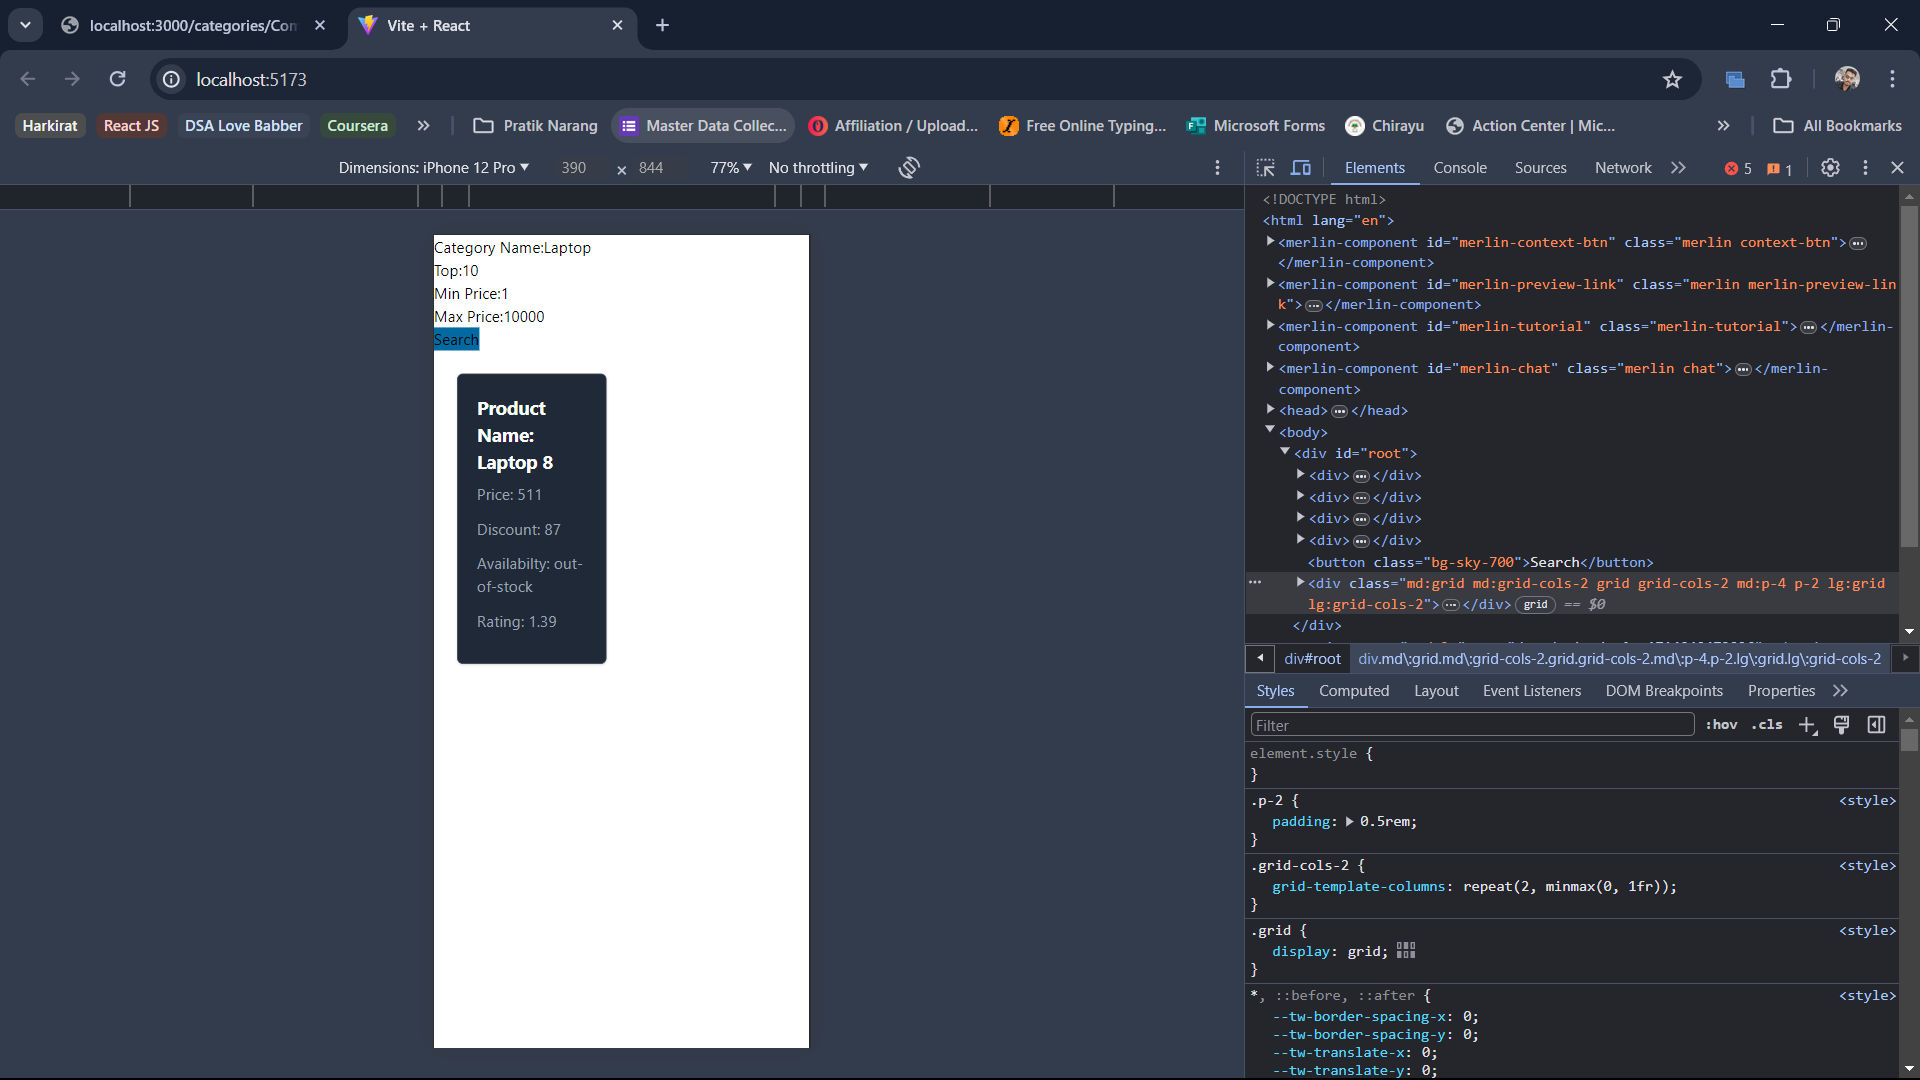 localhost:3000/categories/Con
Vite + React
localhost:5173
Harkirat
React JS
DSA Love Babber
Coursera
Pratik Narang
Master Data Collec...
Affiliation / Upload...
Free Online Typing...
Microsoft Forms
Chirayu
Action Center | Mic...
All Bookmarks
Dimensions: iPhone 12 Pro
390
x
844
77%
No throttling
Elements
Console
Sources
Network
5
1
Category Name:Laptop
Top:10
Min Price:1
Max Price:10000
Search
Product
Name:
Laptop 8
Price: 511
Discount: 87
Availabilty: out-
of-stock
Rating: 1.39
<!DOCTYPE html>
<html lang="en">
<merlin-component id="merlin-context-btn" class="merlin context-btn">
</merlin-component>
<merlin-component id="merlin-preview-link" class="merlin merlin-preview-lin
k"></merlin-component>
<merlin-component id="merlin-tutorial" class="merlin-tutorial"></merlin-
component>
<merlin-component id="merlin-chat" class="merlin chat"></merlin-
component>
<head></head>
<body>
<div id="root">
<div></div>
<div></div>
<div></div>
<div></div>
<button class="bg-sky-700">Search</button>
<div class="md:grid md:grid-cols-2 grid grid-cols-2 md:p-4 p-2 lg:grid
lg:grid-cols-2"></div> grid == $0
</div>
div#root
div.md\:grid.md\:grid-cols-2.grid.grid-cols-2.md\:p-4.p-2.lg\:grid.lg\:grid-cols-2
Styles
Computed
Layout
Event Listeners
DOM Breakpoints
Properties
Filter
:hov
.cls
element.style {
}
.p-2 {
<style>
padding: 0.5rem;
}
.grid-cols-2 {
<style>
grid-template-columns: repeat(2, minmax(0, 1fr));
}
.grid {
<style>
display: grid;
}
*, ::before, ::after {
<style>
--tw-border-spacing-x: 0;
--tw-border-spacing-y: 0;
--tw-translate-x: 0;
--tw-translate-y: 0;